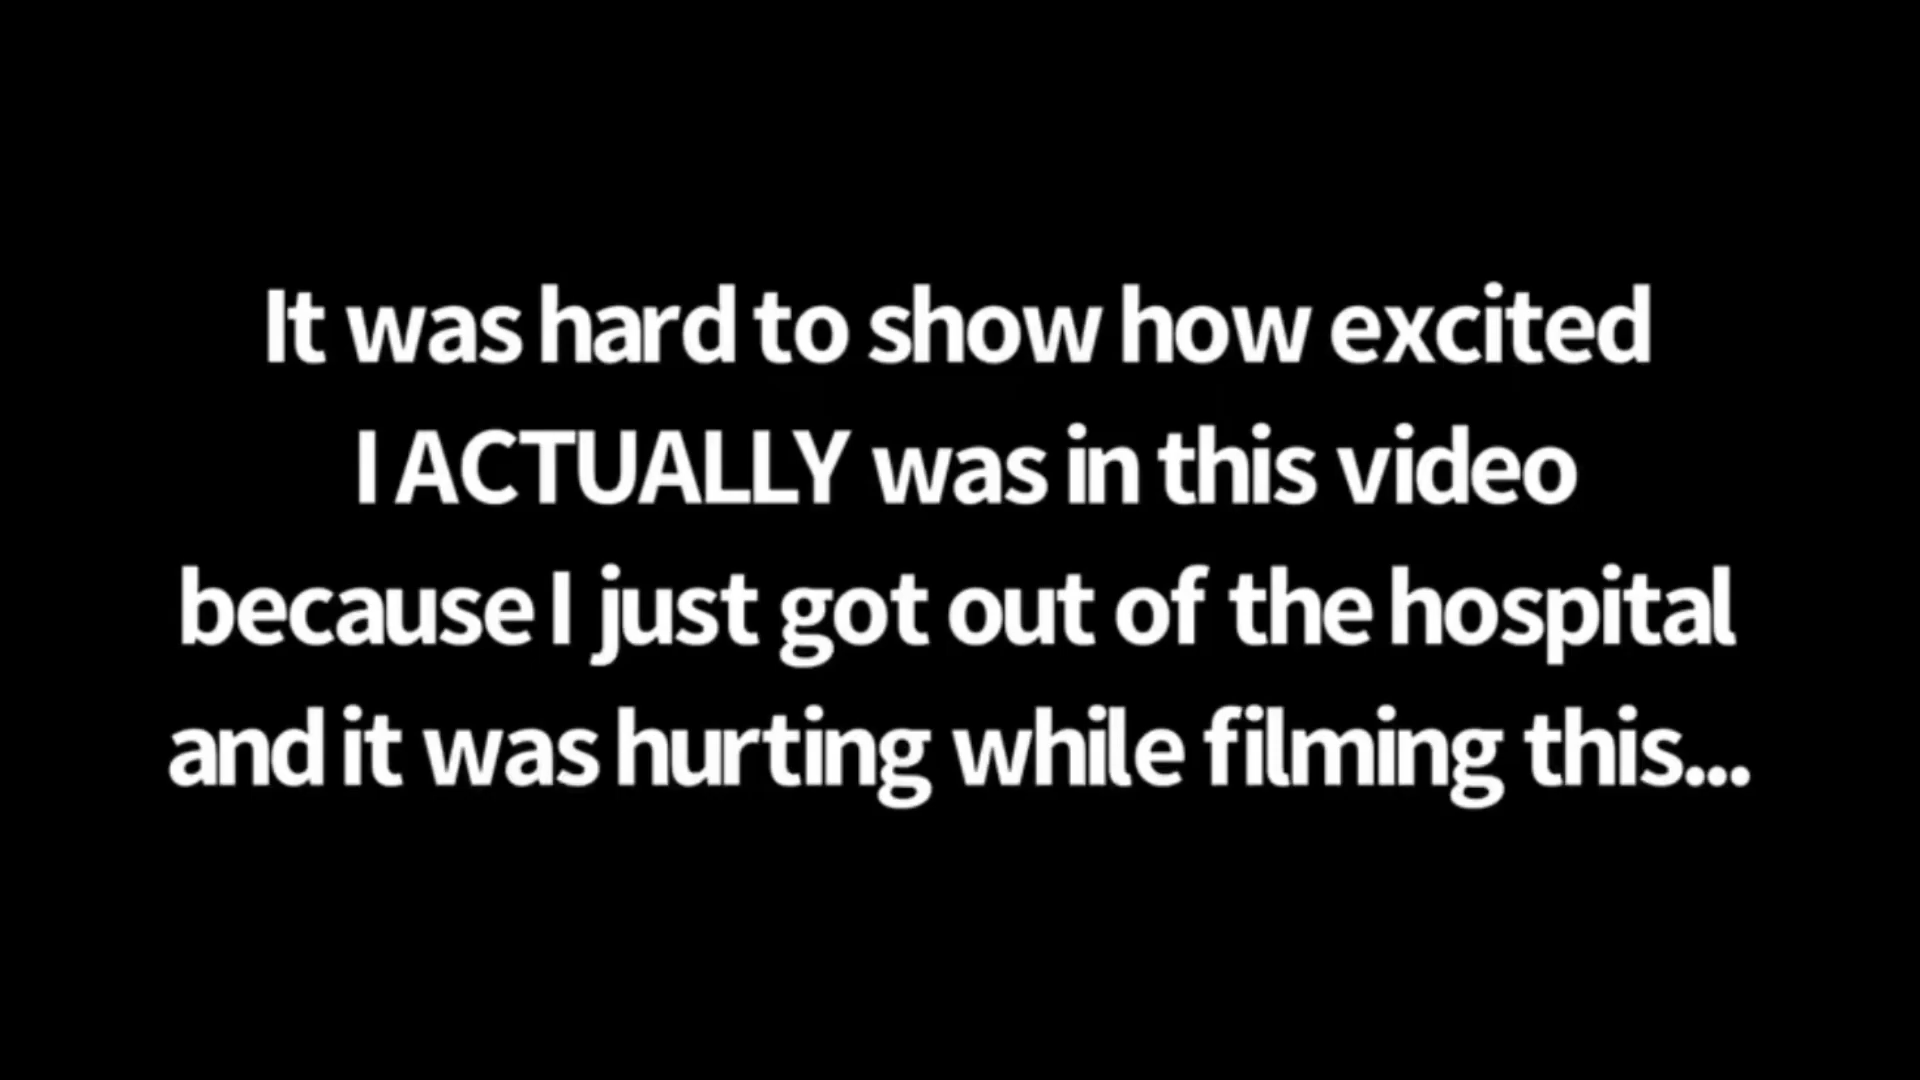 It was hard to show how excited
I ACTUALLY was in this video
because I just got out of the hospital
and it was hurting while filming this...